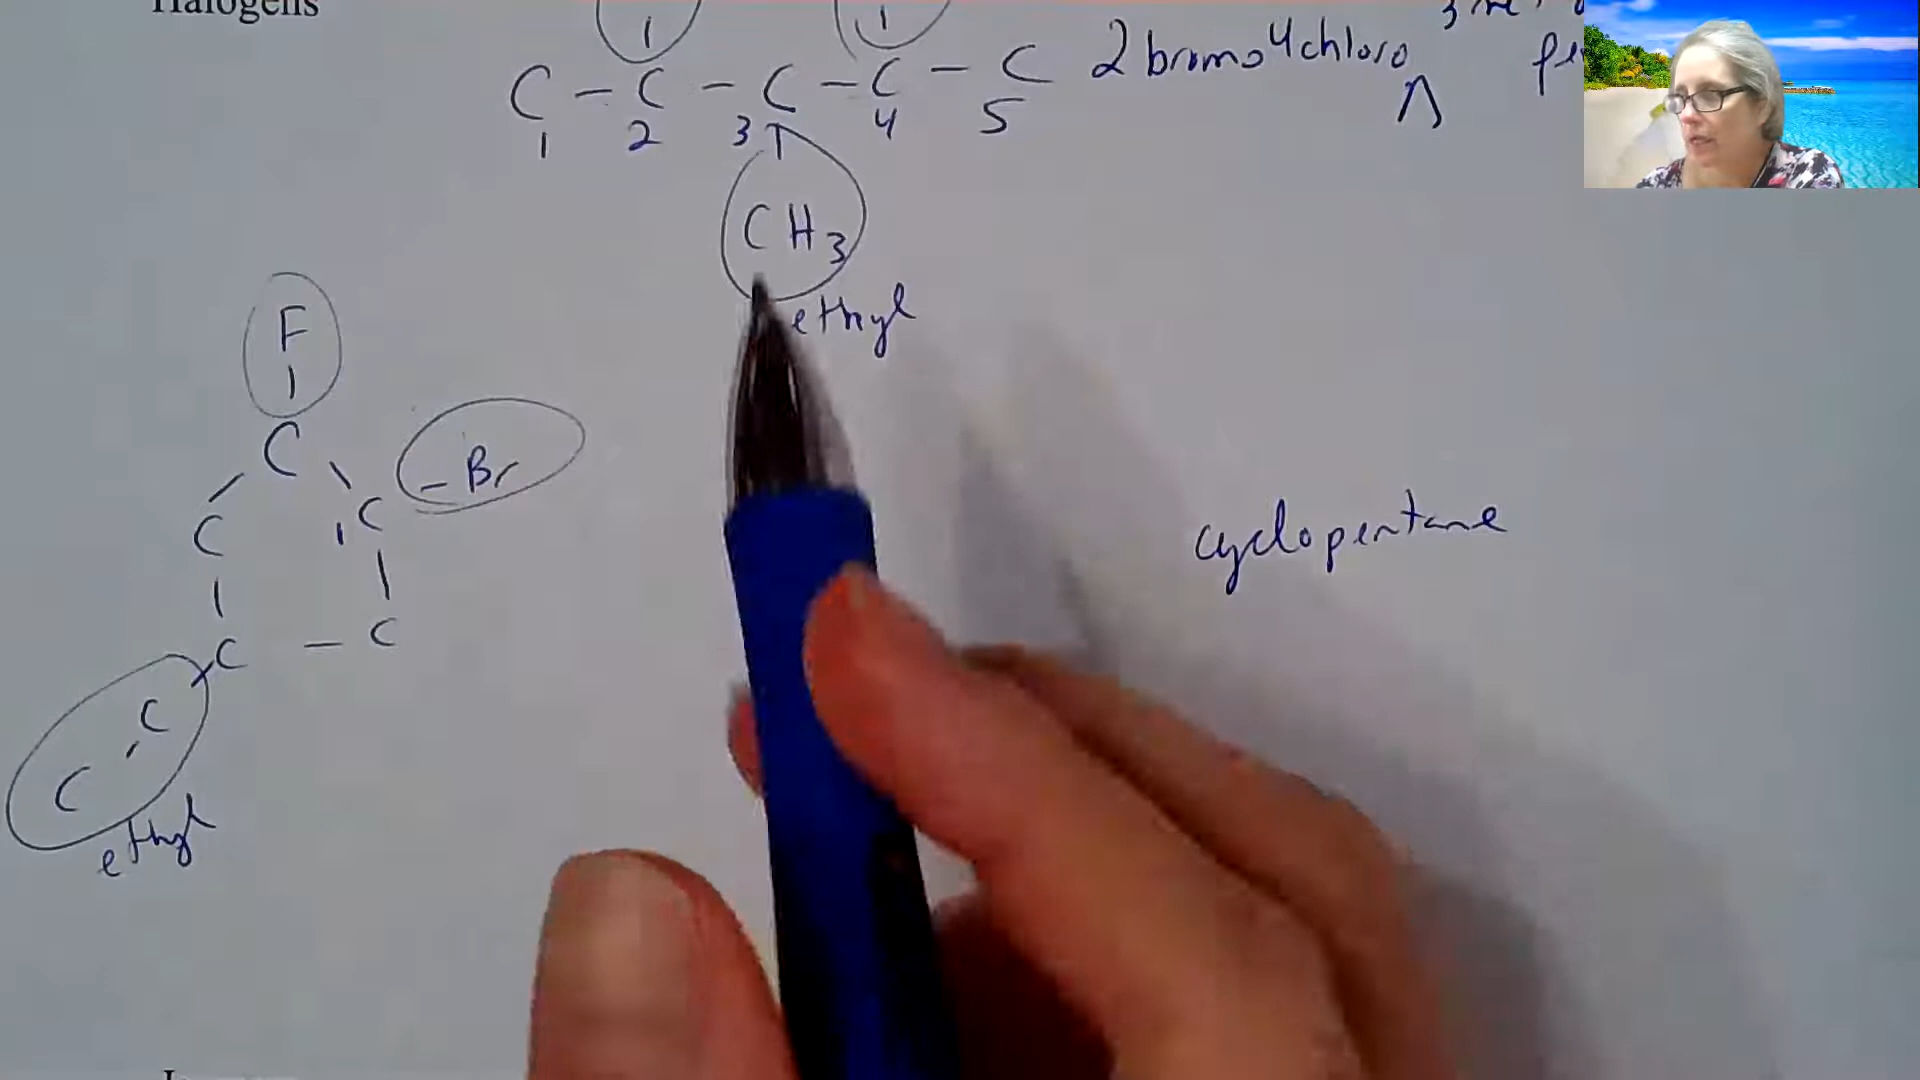 Halogens
C - C - C - C - C 2 bromo 4 chloro
1 2 3 4 5
CH3
ethyl
F
C
- Br
C C
cyclopentane
C - C
C
C
ethyl